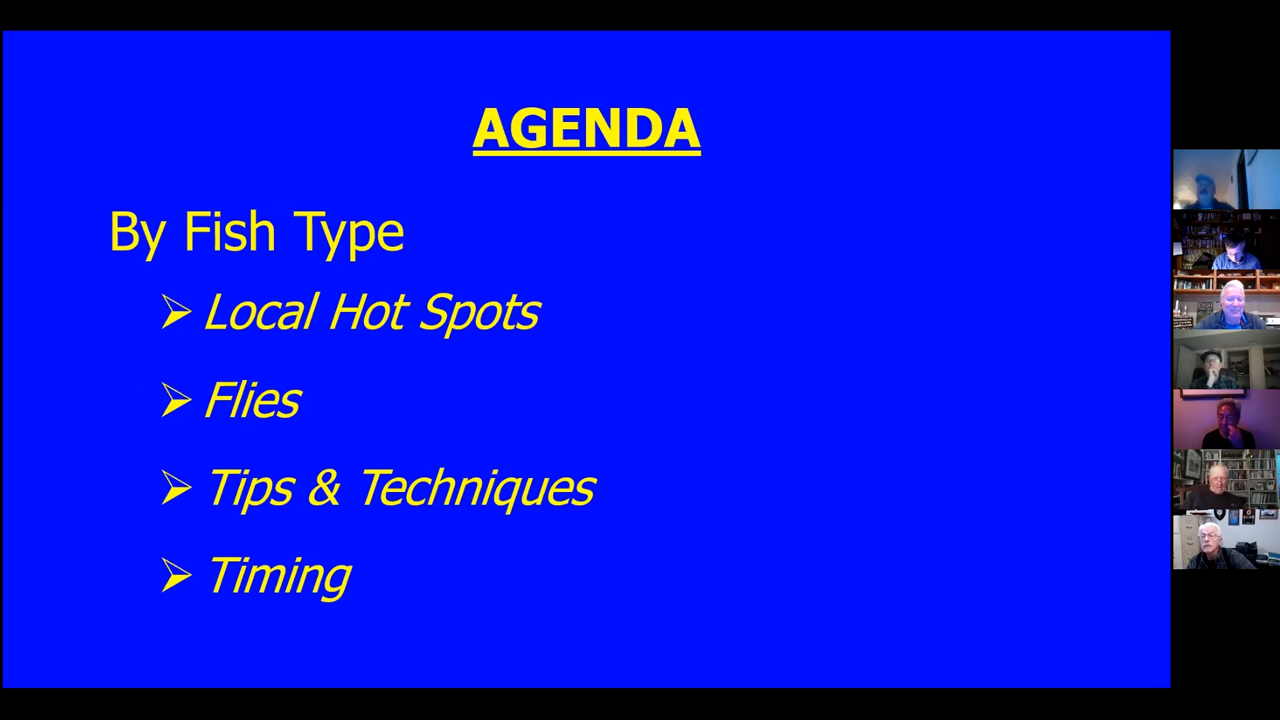 AGENDA
By Fish Type
Local Hot Spots
Flies
Tips & Techniques
Timing